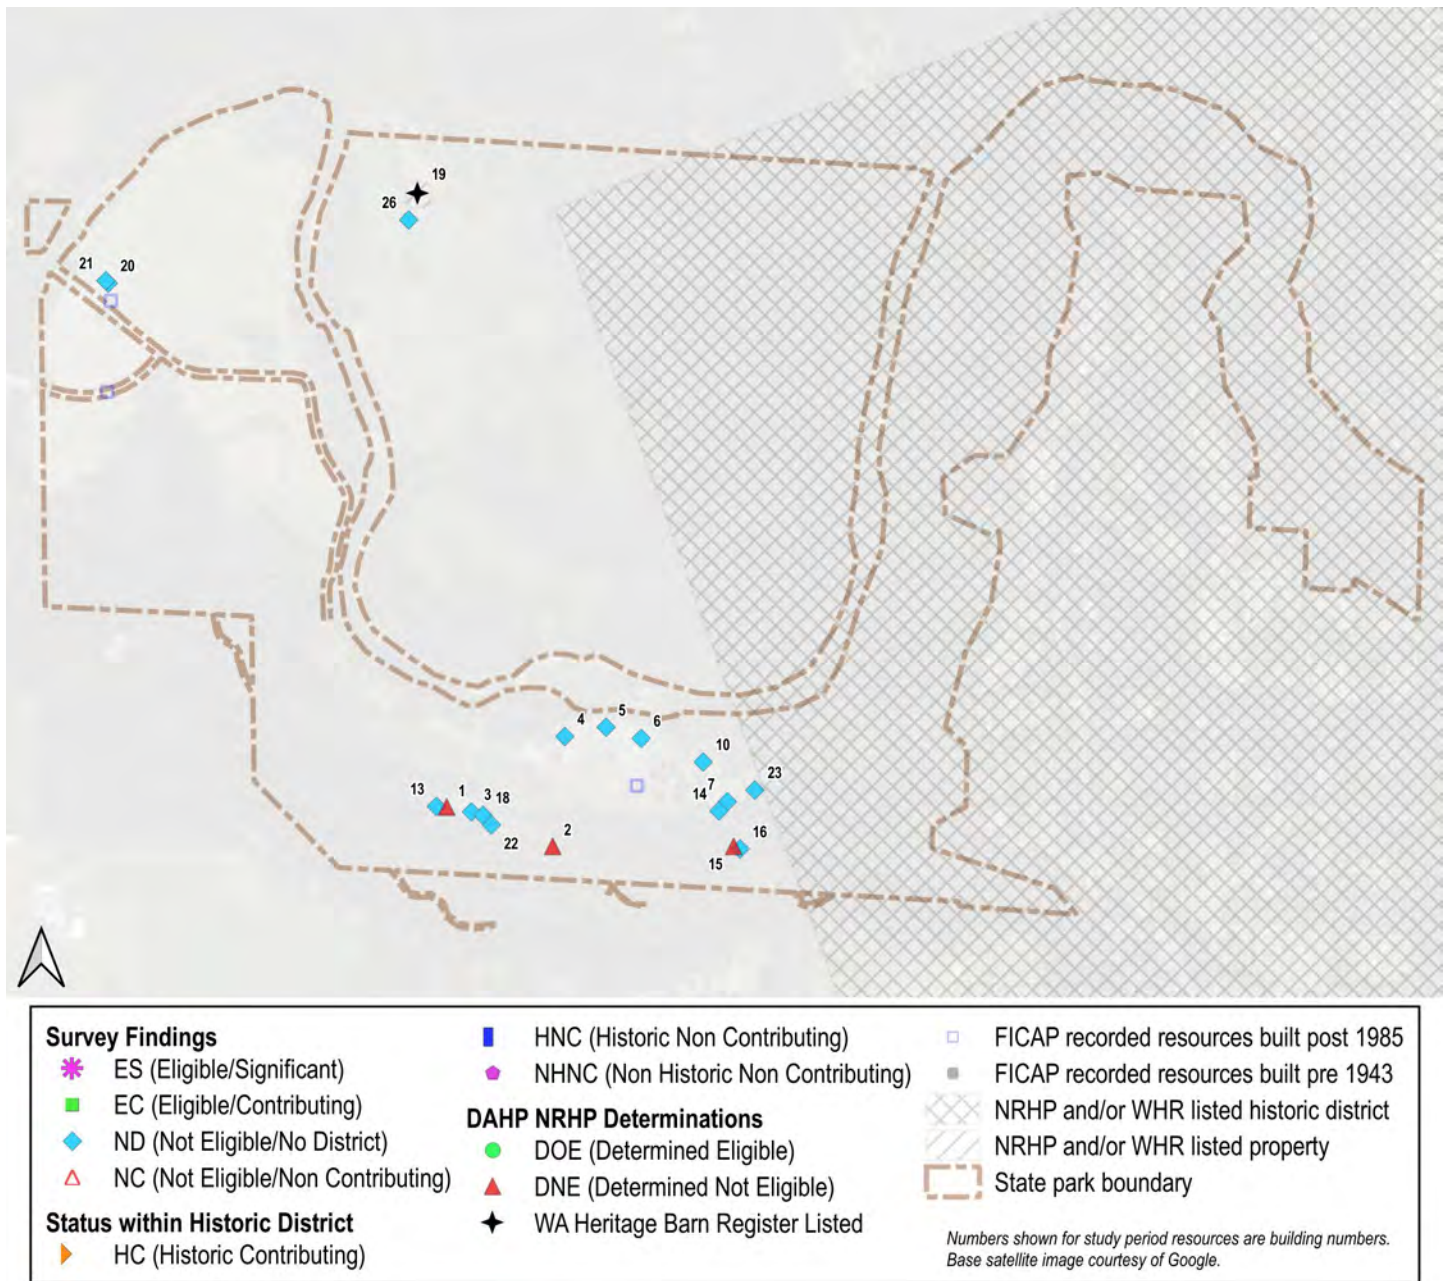 19
26
21 20
4
5
6
10
23
7
14
13
1
3
18
22
2
16
15
Survey Findings
ES (Eligible/Significant)
EC (Eligible/Contributing)
ND (Not Eligible/No District)
NC (Not Eligible/Non Contributing)
Status within Historic District
HC (Historic Contributing)
HNC (Historic Non Contributing)
NHNC (Non Historic Non Contributing)
DAHP NRHP Determinations
DOE (Determined Eligible)
DNE (Determined Not Eligible)
WA Heritage Barn Register Listed
FICAP recorded resources built post 1985
FICAP recorded resources built pre 1943
NRHP and/or WHR listed historic district
NRHP and/or WHR listed property
State park boundary
Numbers shown for study period resources are building numbers.
Base satellite image courtesy of Google.